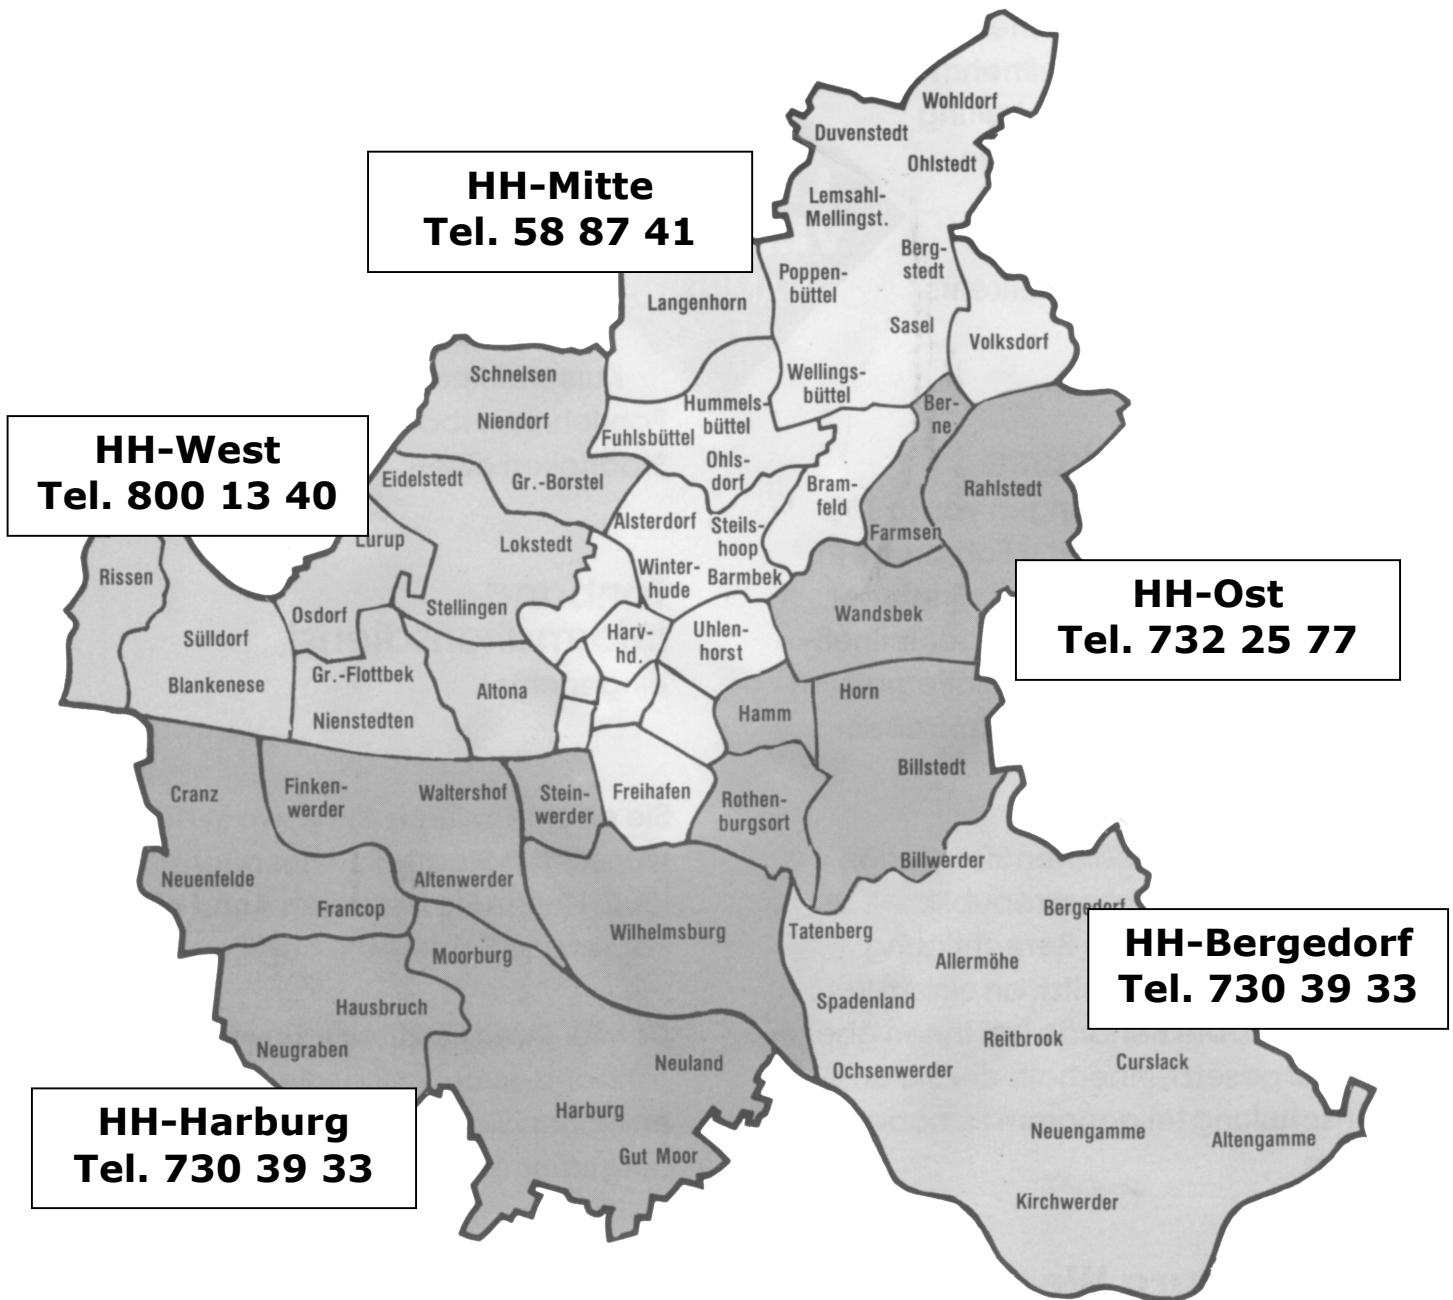 Wohldorf
Duvenstedt
Ohlstedt
HH-Mitte
Tel. 58 87 41
Lemsahl-
Mellingst.
Berg-
stedt
Poppen-
büttel
Langenhorn
Sasel
Volksdorf
Schnelsen
Wellings-
büttel
Hummels-
büttel
Ber-
ne
Niendorf
Fuhlsbüttel
HH-West
Tel. 800 13 40
Ohls-
dorf
Eidelstedt
Gr.-Borstel
Bram-
feld
Rahlstedt
Alsterdorf
Steils-
hoop
Farmsen
Lurup
Lokstedt
Rissen
Winter-
hude
Barmbek
HH-Ost
Tel. 732 25 77
Osdorf
Stellingen
Wandsbek
Sülldorf
Harv-
hd.
Uhlen-
horst
Blankenese
Gr.-Flottbek
Altona
Horn
Nienstedten
Hamm
Billstedt
Cranz
Finken-
werder
Waltershof
Stein-
werder
Freihafen
Rothen-
burgsort
Billwerder
Neuenfelde
Altenwerder
Francop
Bergedorf
Wilhelmsburg
Tatenberg
HH-Bergedorf
Tel. 730 39 33
Moorburg
Allermöhe
Hausbruch
Spadenland
Neugraben
Reitbrook
Neuland
Ochsenwerder
Curslack
HH-Harburg
Tel. 730 39 33
Harburg
Neuengamme
Altengamme
Gut Moor
Kirchwerder